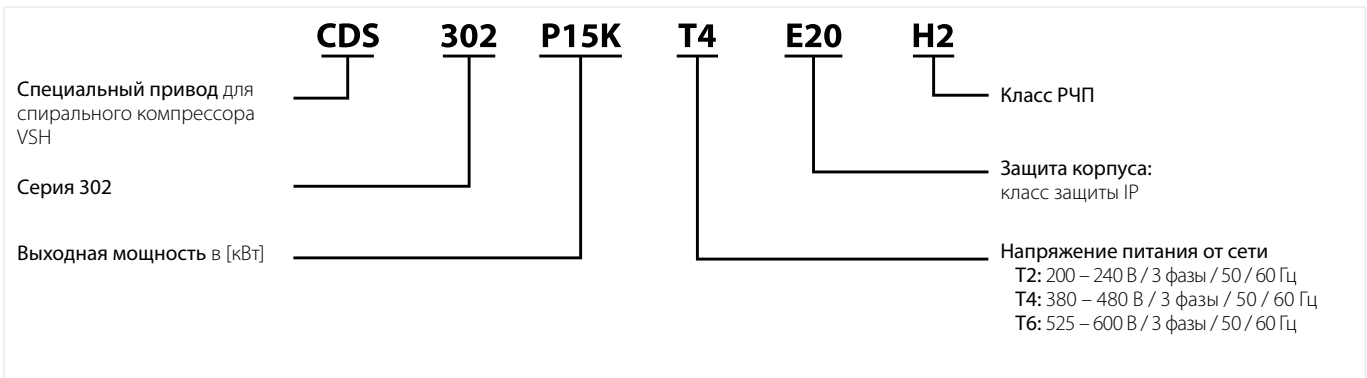 CDS 302 P15K T4 E20 H2
Специальный привод для
спирального компрессора
VSH
Серия 302
Выходная мощность в [кВт]
Класс РЧП
Защита корпуса:
класс защиты IP
Напряжение питания от сети
T2: 200 – 240 В / 3 фазы / 50 / 60 Гц
T4: 380 – 480 В / 3 фазы / 50 / 60 Гц
T6: 525 – 600 В / 3 фазы / 50 / 60 Гц